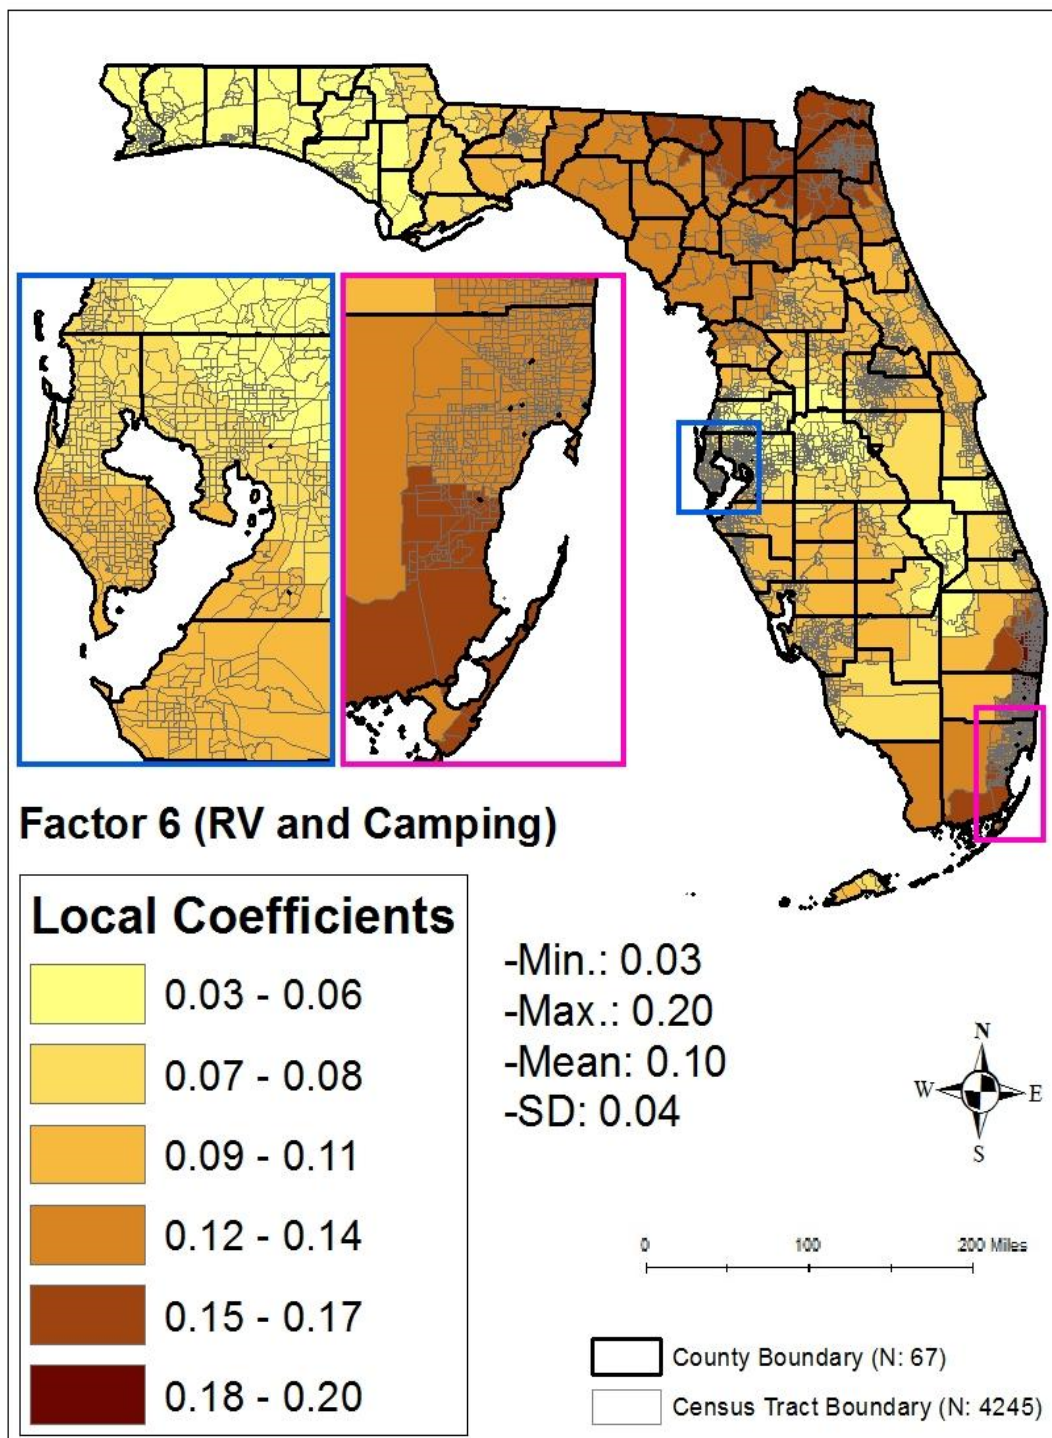 Factor 6 (RV and Camping)
Local Coefficients
0.03 - 0.06
0.07 - 0.08
0.09 - 0.11
0.12 - 0.14
0.15 - 0.17
0.18 - 0.20
-Min.: 0.03
-Max.: 0.20
-Mean: 0.10
-SD: 0.04
N
W E
S
0 100 200 Miles
County Boundary (N: 67)
Census Tract Boundary (N: 4245)